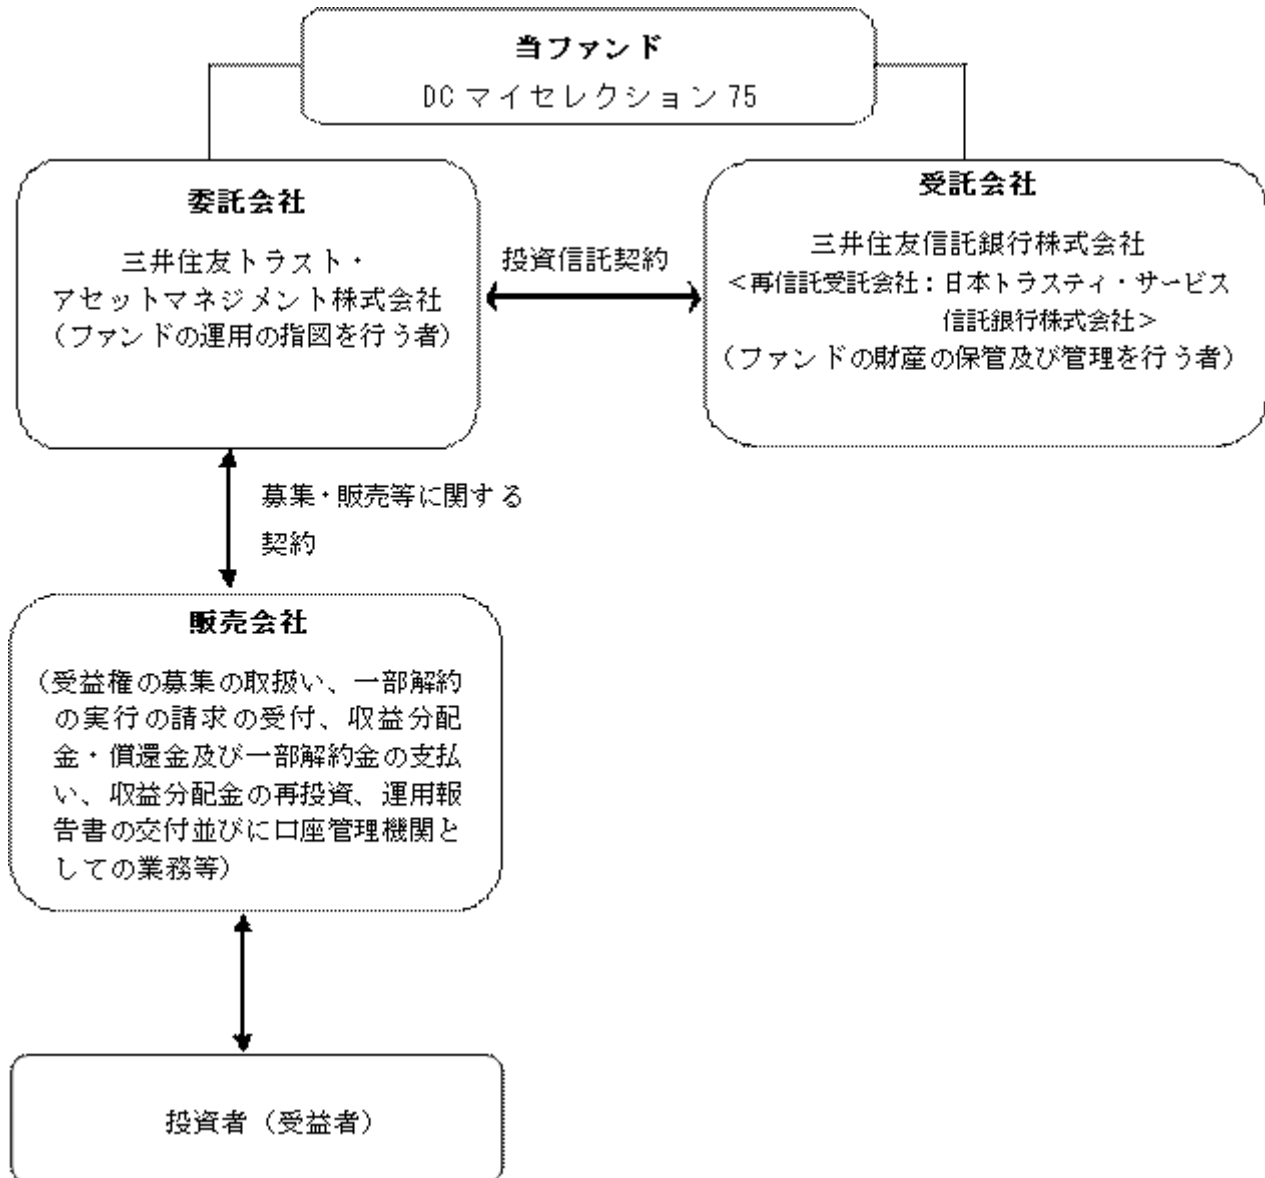 当ファンド
DCマイセレクション75
委託会社
三井住友トラスト・
アセットマネジメント株式会社
（ファンドの運用の指図を行う者）
投資信託契約
受託会社
三井住友信託銀行株式会社
＜再信託受託会社：日本トラスティ・サービス
信託銀行株式会社＞
（ファンドの財産の保管及び管理を行う者）
募集・販売等に関する
契約
販売会社
（受益権の募集の取扱い、一部解約
の実行の請求の受付、収益分配
金・償還金及び一部解約金の支払
い、収益分配金の再投資、運用報
告書の交付並びに口座管理機関と
しての業務等）
投資者（受益者）